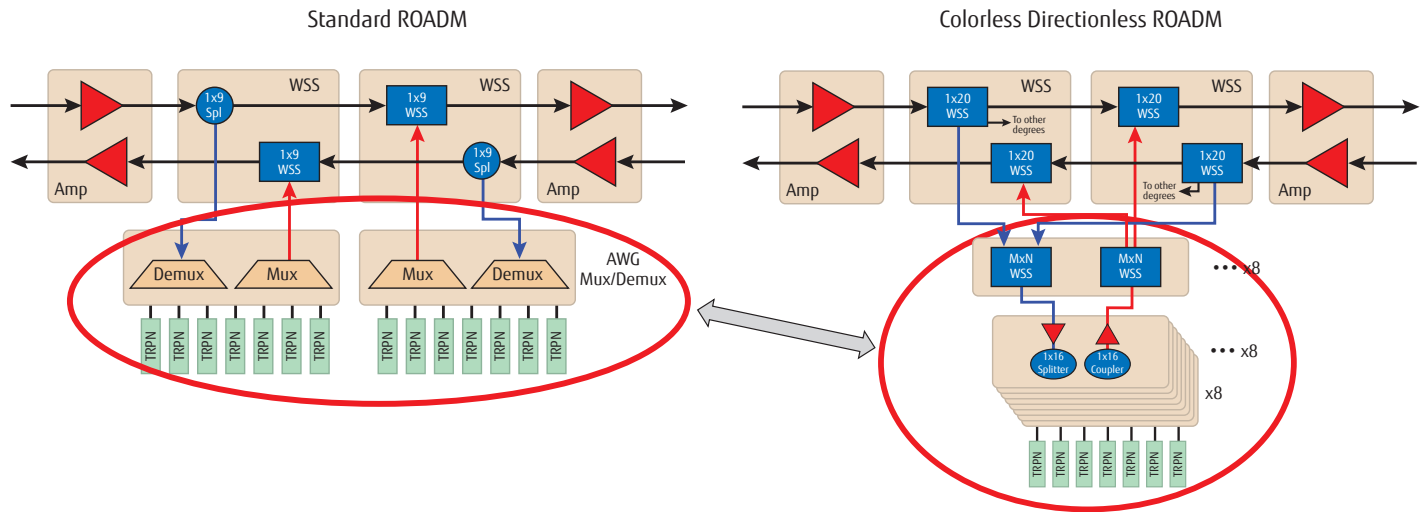 Standard ROADM
Colorless Directionless ROADM
WSS
WSS
1x9
Spl
1x9
WSS
1x9
WSS
1x9
Spl
Amp
Amp
Demux
Mux
Mux
Demux
AWG
Mux/Demux
TRPN
TRPN
TRPN
TRPN
TRPN
TRPN
TRPN
TRPN
TRPN
TRPN
TRPN
TRPN
TRPN
TRPN
WSS
WSS
1x20
WSS
1x20
WSS
To other
degrees
1x20
WSS
1x20
WSS
To other
degrees
Amp
Amp
MxN
WSS
MxN
WSS
••• x8
1x16
Splitter
1x16
Coupler
••• x8
x8
TRPN
TRPN
TRPN
TRPN
TRPN
TRPN
TRPN